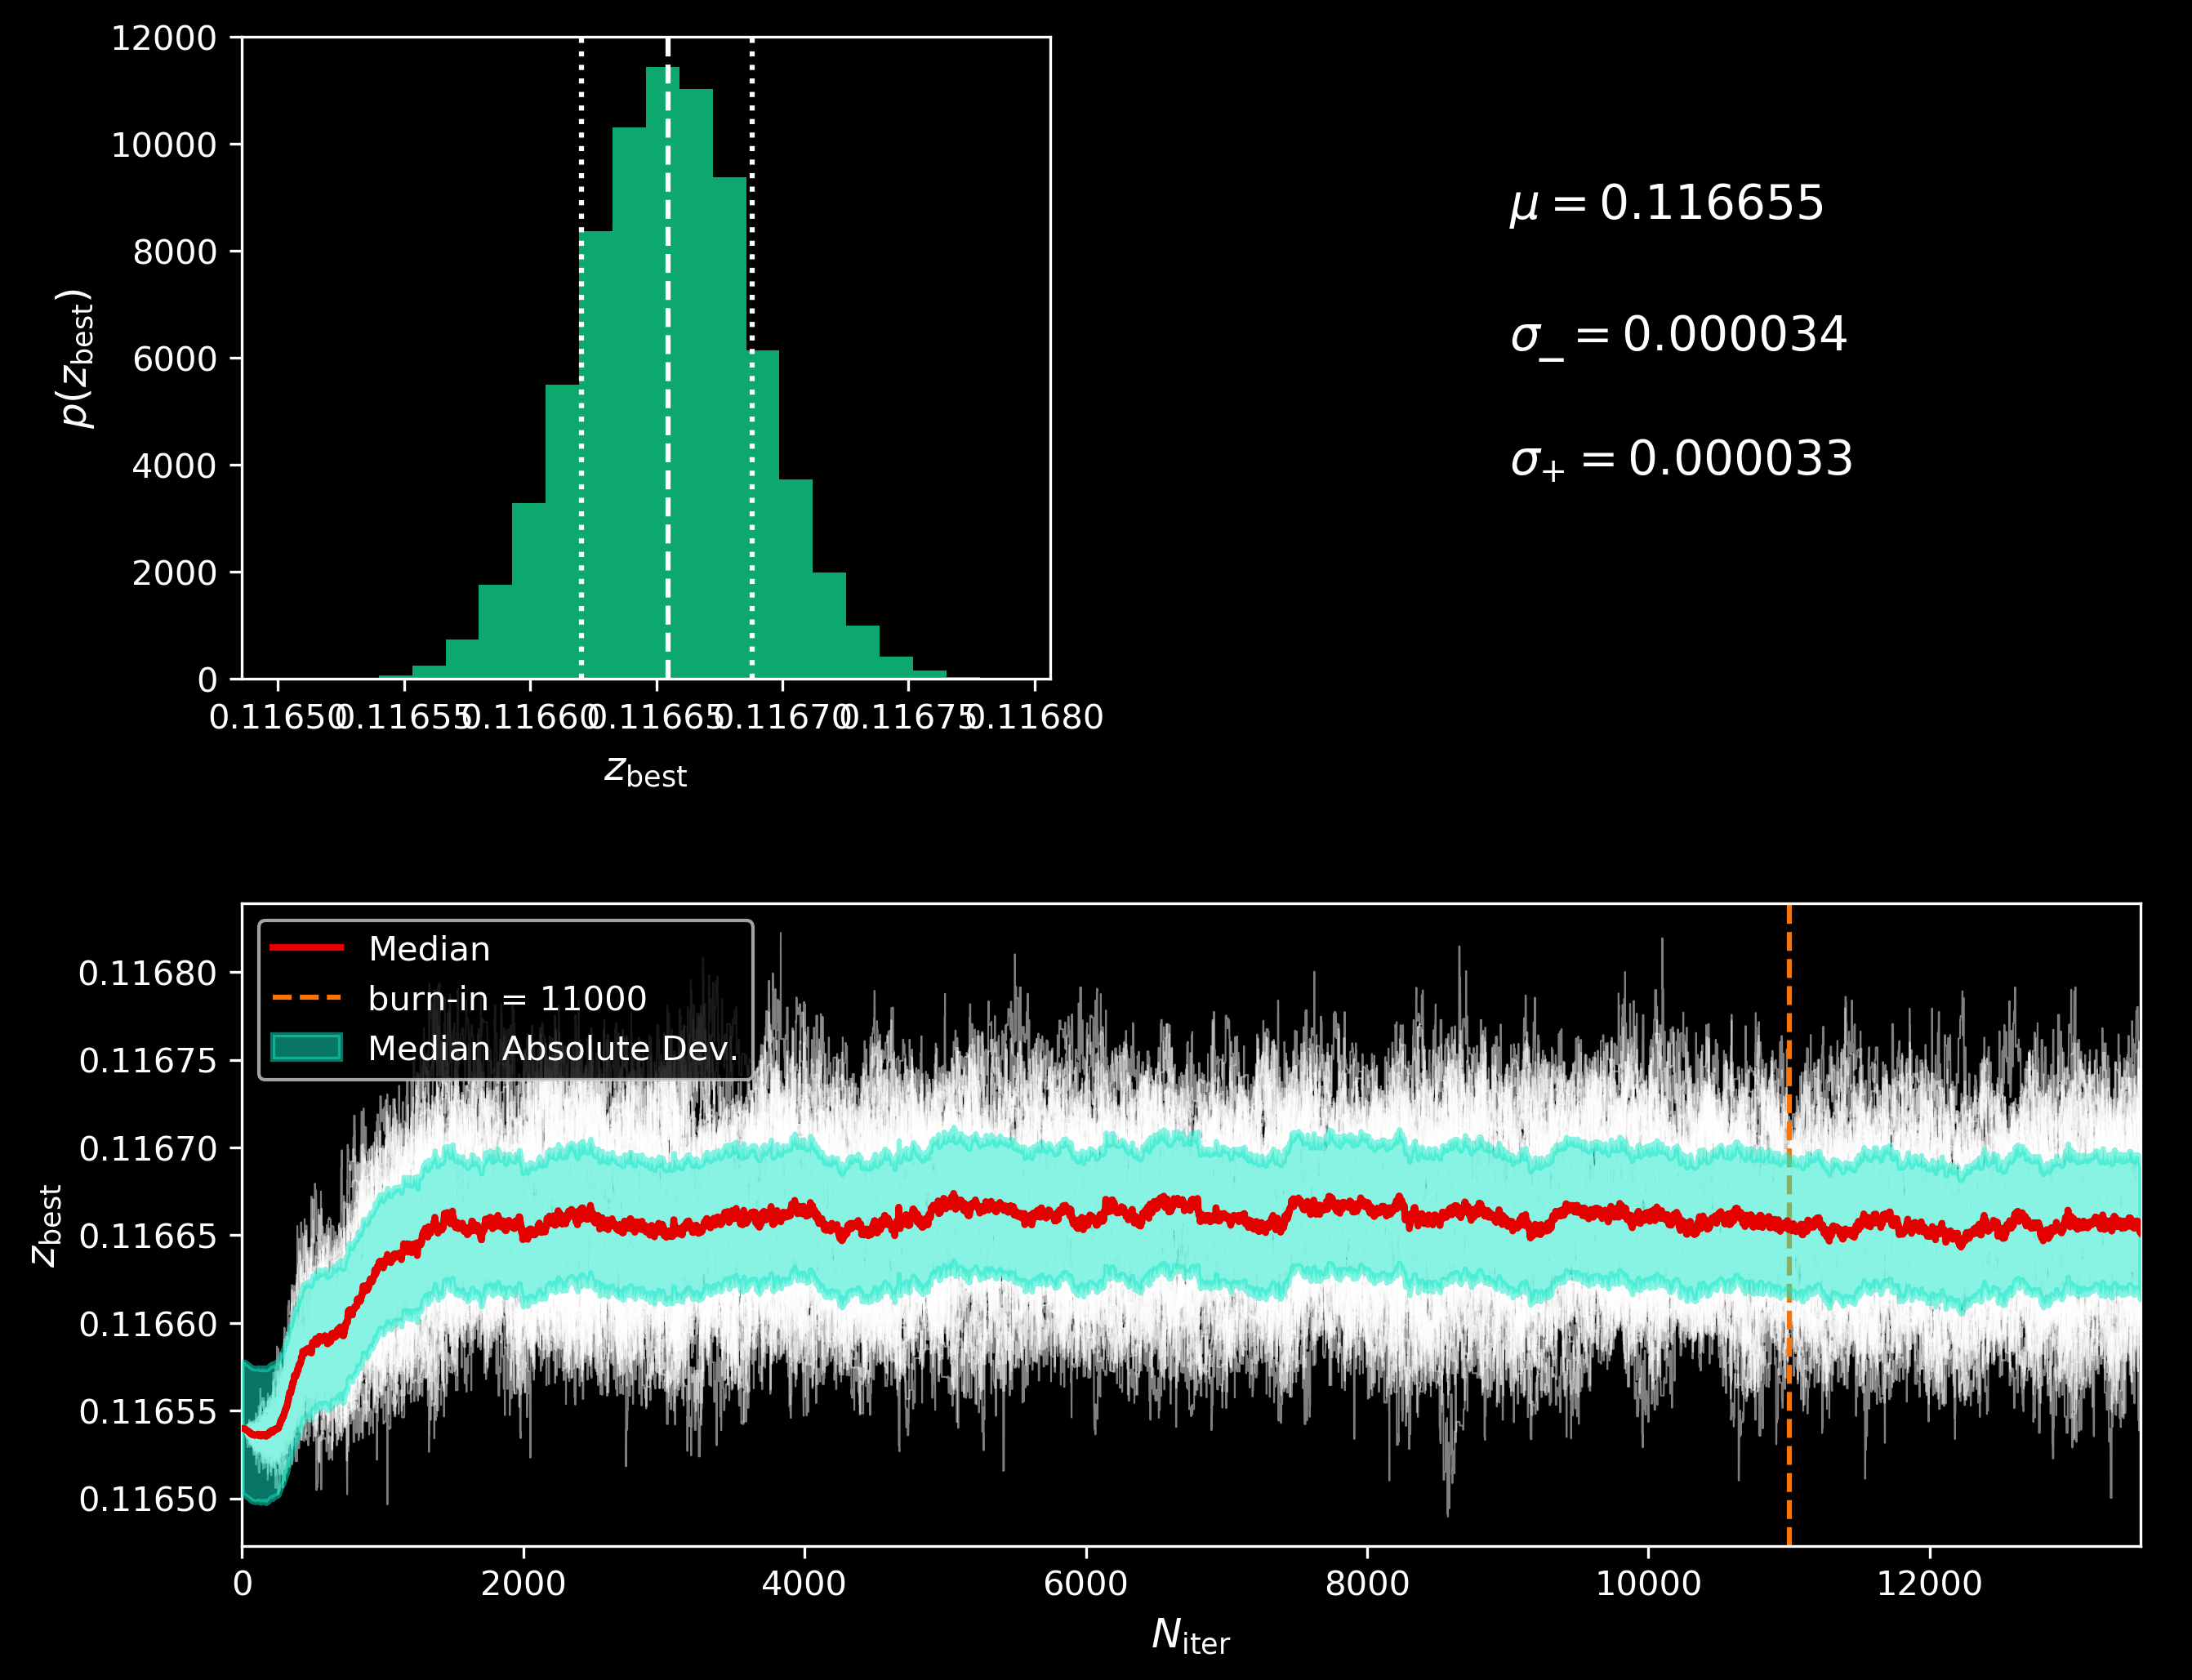 12000
10000
8000
6000
4000
2000
0
p(z_best)
0.11650 0.11655 0.11660 0.11665 0.11670 0.11675 0.11680
z_best
μ = 0.116655
σ_− = 0.000034
σ_+ = 0.000033
Median
burn-in = 11000
Median Absolute Dev.
0.11680
0.11675
0.11670
0.11665
0.11660
0.11655
0.11650
z_best
0 2000 4000 6000 8000 10000 12000
N_iter